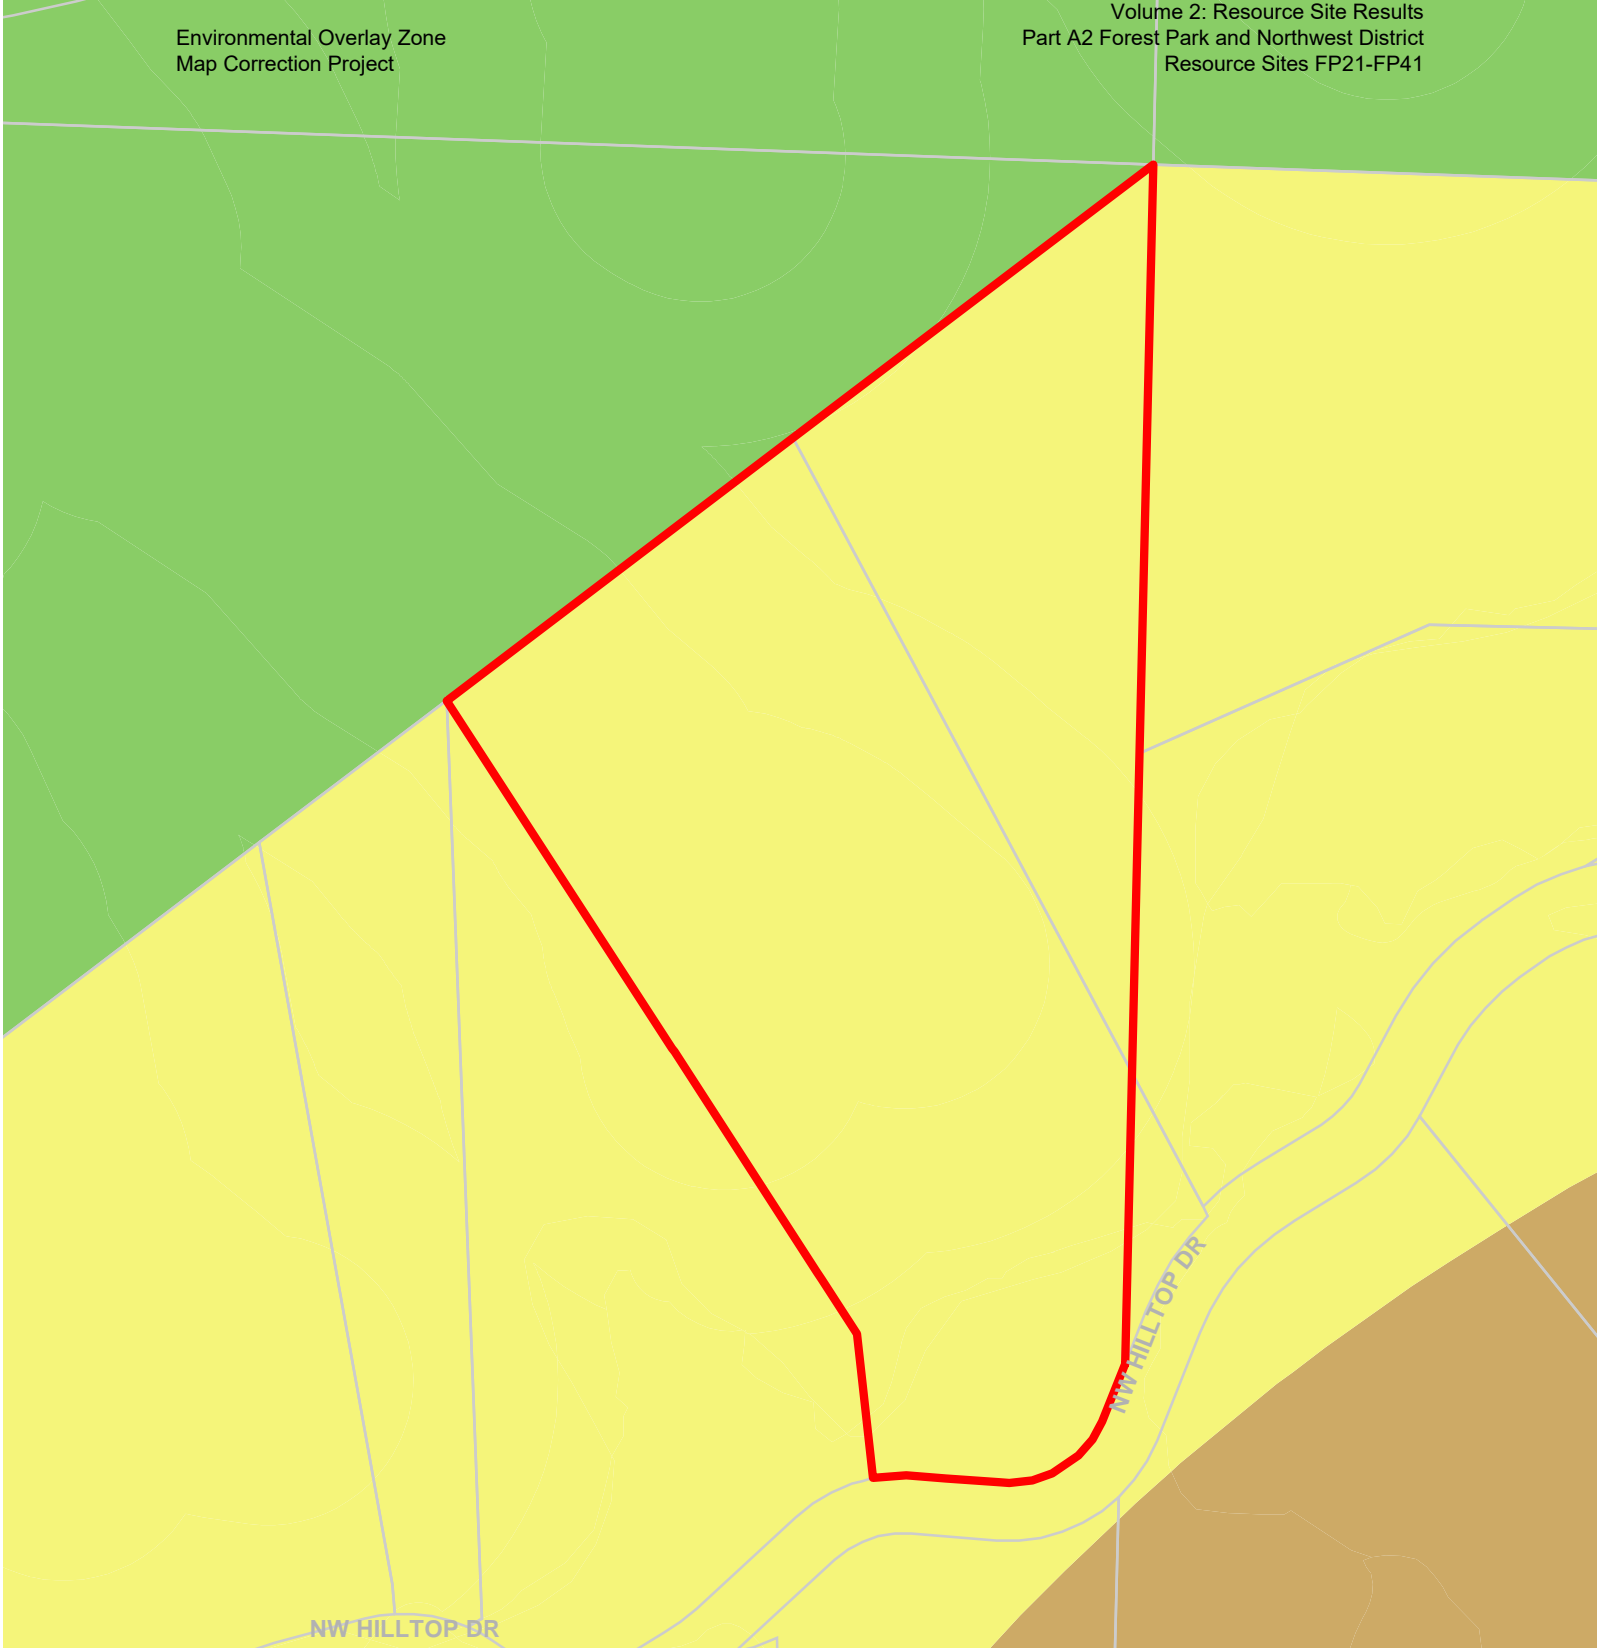 Environmental Overlay Zone
Map Correction Project
Volume 2: Resource Site Results
Part A2 Forest Park and Northwest District
Resource Sites FP21-FP41
NW HILLTOP DR
NW HILLTOP DR